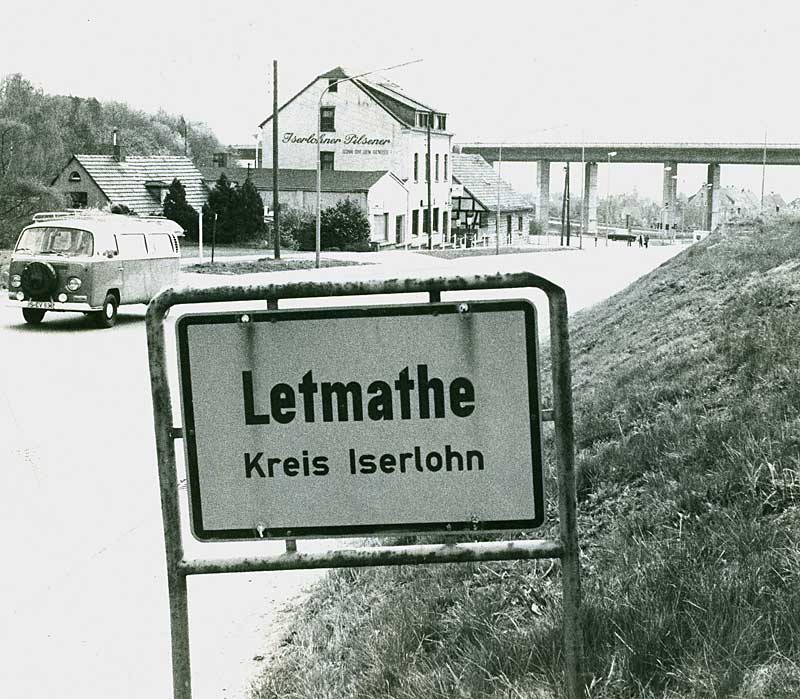 Iserlohner Pilsener
Letmathe
Kreis Iserlohn